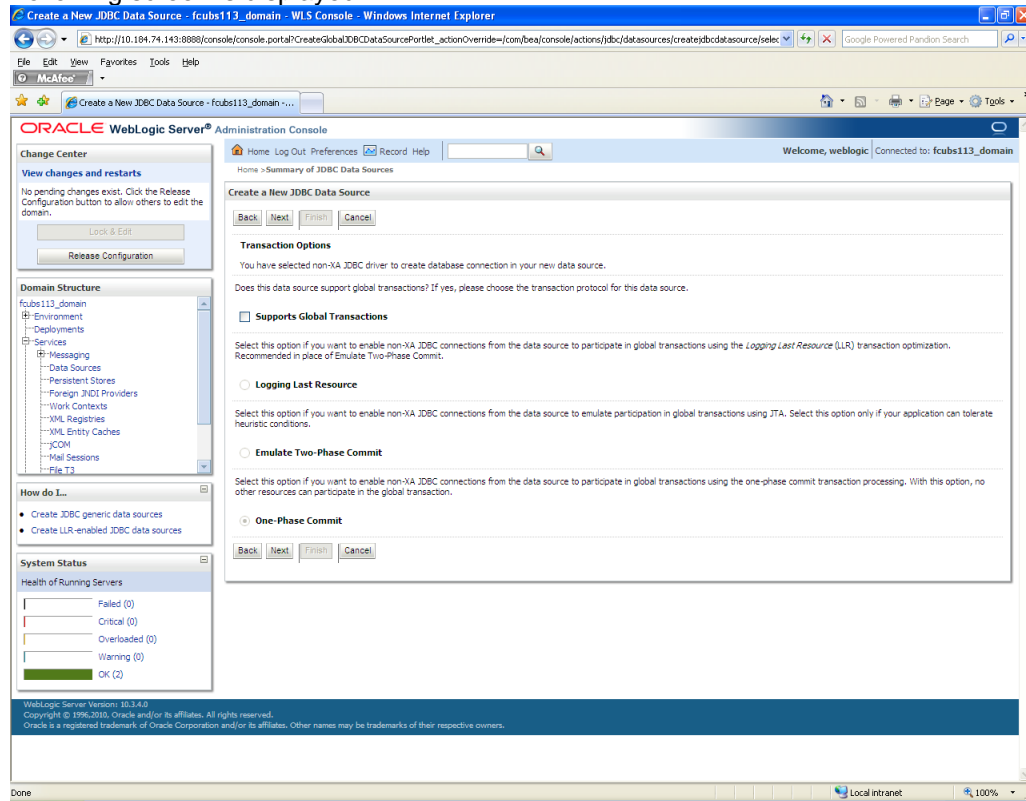 Create a New JDBC Data Source - fcubs113_domain - WLS Console - Windows Internet Explorer
http://10.184.74.143:8888/console/console.portal?CreateGlobalJDBCDataSourcePortlet_actionOverride=/com/bea/console/actions/jdbc/datasources/createjdbcdatasource/selec
Google Powered Pandion Search
File Edit View Favorites Tools Help
McAfee
Create a New JDBC Data Source - fcubs113_domain -...
Page Tools
ORACLE WebLogic Server® Administration Console
Change Center
View changes and restarts
No pending changes exist. Click the Release
Configuration button to allow others to edit the
domain.
Lock & Edit
Release Configuration
Domain Structure
fcubs113_domain
Environment
Deployments
Services
Messaging
Data Sources
Persistent Stores
Foreign JNDI Providers
Work Contexts
XML Registries
XML Entity Caches
jCOM
Mail Sessions
File T3
How do I...
Create JDBC generic data sources
Create LLR-enabled JDBC data sources
System Status
Health of Running Servers
Failed (0)
Critical (0)
Overloaded (0)
Warning (0)
OK (2)
Home Log Out Preferences Record Help
Welcome, weblogic Connected to: fcubs113_domain
Home >Summary of JDBC Data Sources
Create a New JDBC Data Source
Back Next Finish Cancel
Transaction Options
You have selected non-XA JDBC driver to create database connection in your new data source.
Does this data source support global transactions? If yes, please choose the transaction protocol for this data source.
Supports Global Transactions
Select this option if you want to enable non-XA JDBC connections from the data source to participate in global transactions using the Logging Last Resource (LLR) transaction optimization.
Recommended in place of Emulate Two-Phase Commit.
Logging Last Resource
Select this option if you want to enable non-XA JDBC connections from the data source to emulate participation in global transactions using JTA. Select this option only if your application can tolerate
heuristic conditions.
Emulate Two-Phase Commit
Select this option if you want to enable non-XA JDBC connections from the data source to participate in global transactions using the one-phase commit transaction processing. With this option, no
other resources can participate in the global transaction.
One-Phase Commit
Back Next Finish Cancel
WebLogic Server Version: 10.3.4.0
Copyright © 1996,2010, Oracle and/or its affiliates. All rights reserved.
Oracle is a registered trademark of Oracle Corporation and/or its affiliates. Other names may be trademarks of their respective owners.
Done
Local intranet
100%